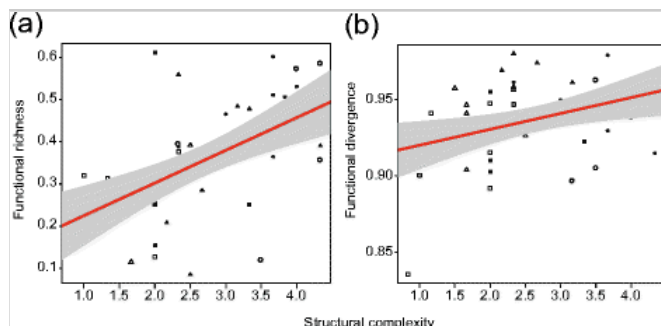 (a)
Functional richness
0.6
0.5
0.4
0.3
0.2
0.1
1.0 1.5 2.0 2.5 3.0 3.5 4.0
(b)
Functional divergence
0.95
0.90
0.85
1.0 1.5 2.0 2.5 3.0 3.5 4.0
Structural complexity